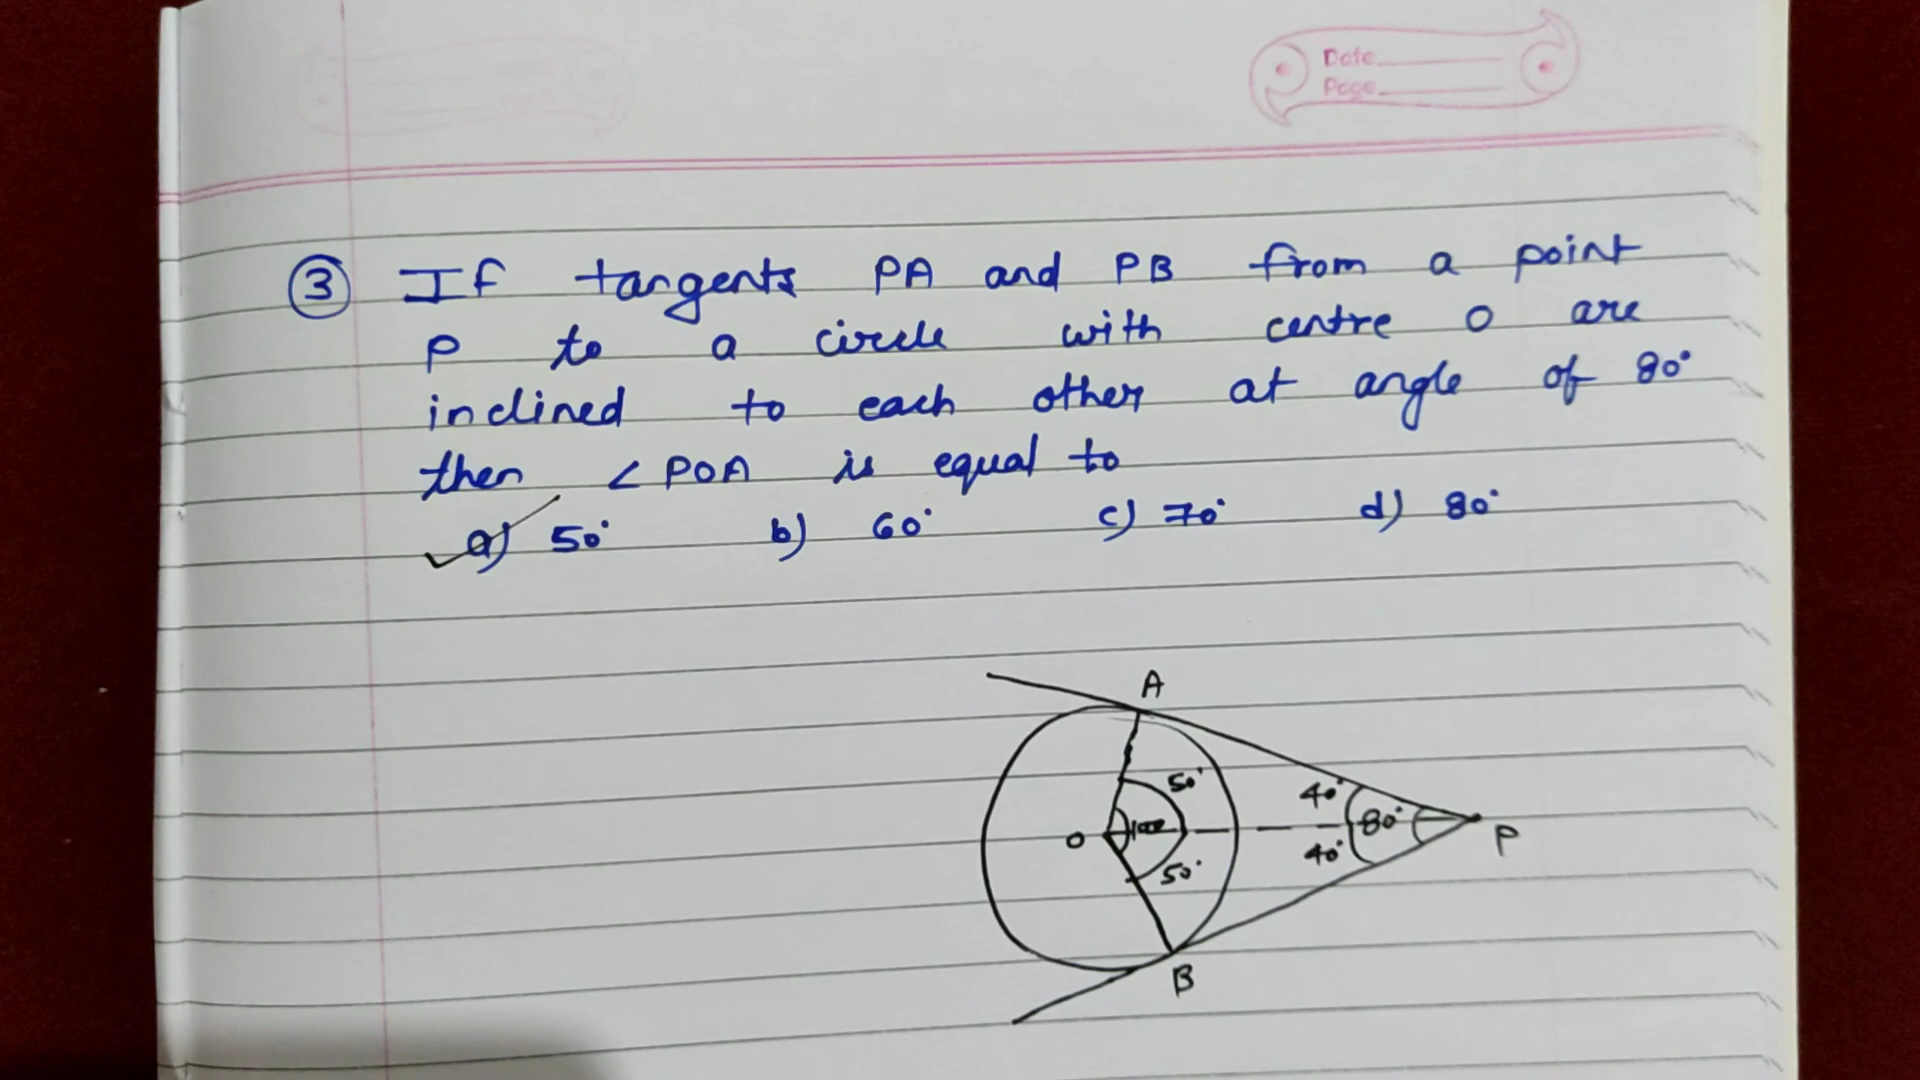 Date
Page
3 If tangents PA and PB from a point
P to a circle with centre O are
inclined to each other at angle of 80°
then ∠POA is equal to
a) 50° b) 60° c) 70° d) 80°
A
50°
40°
O 80° P
40°
50°
B